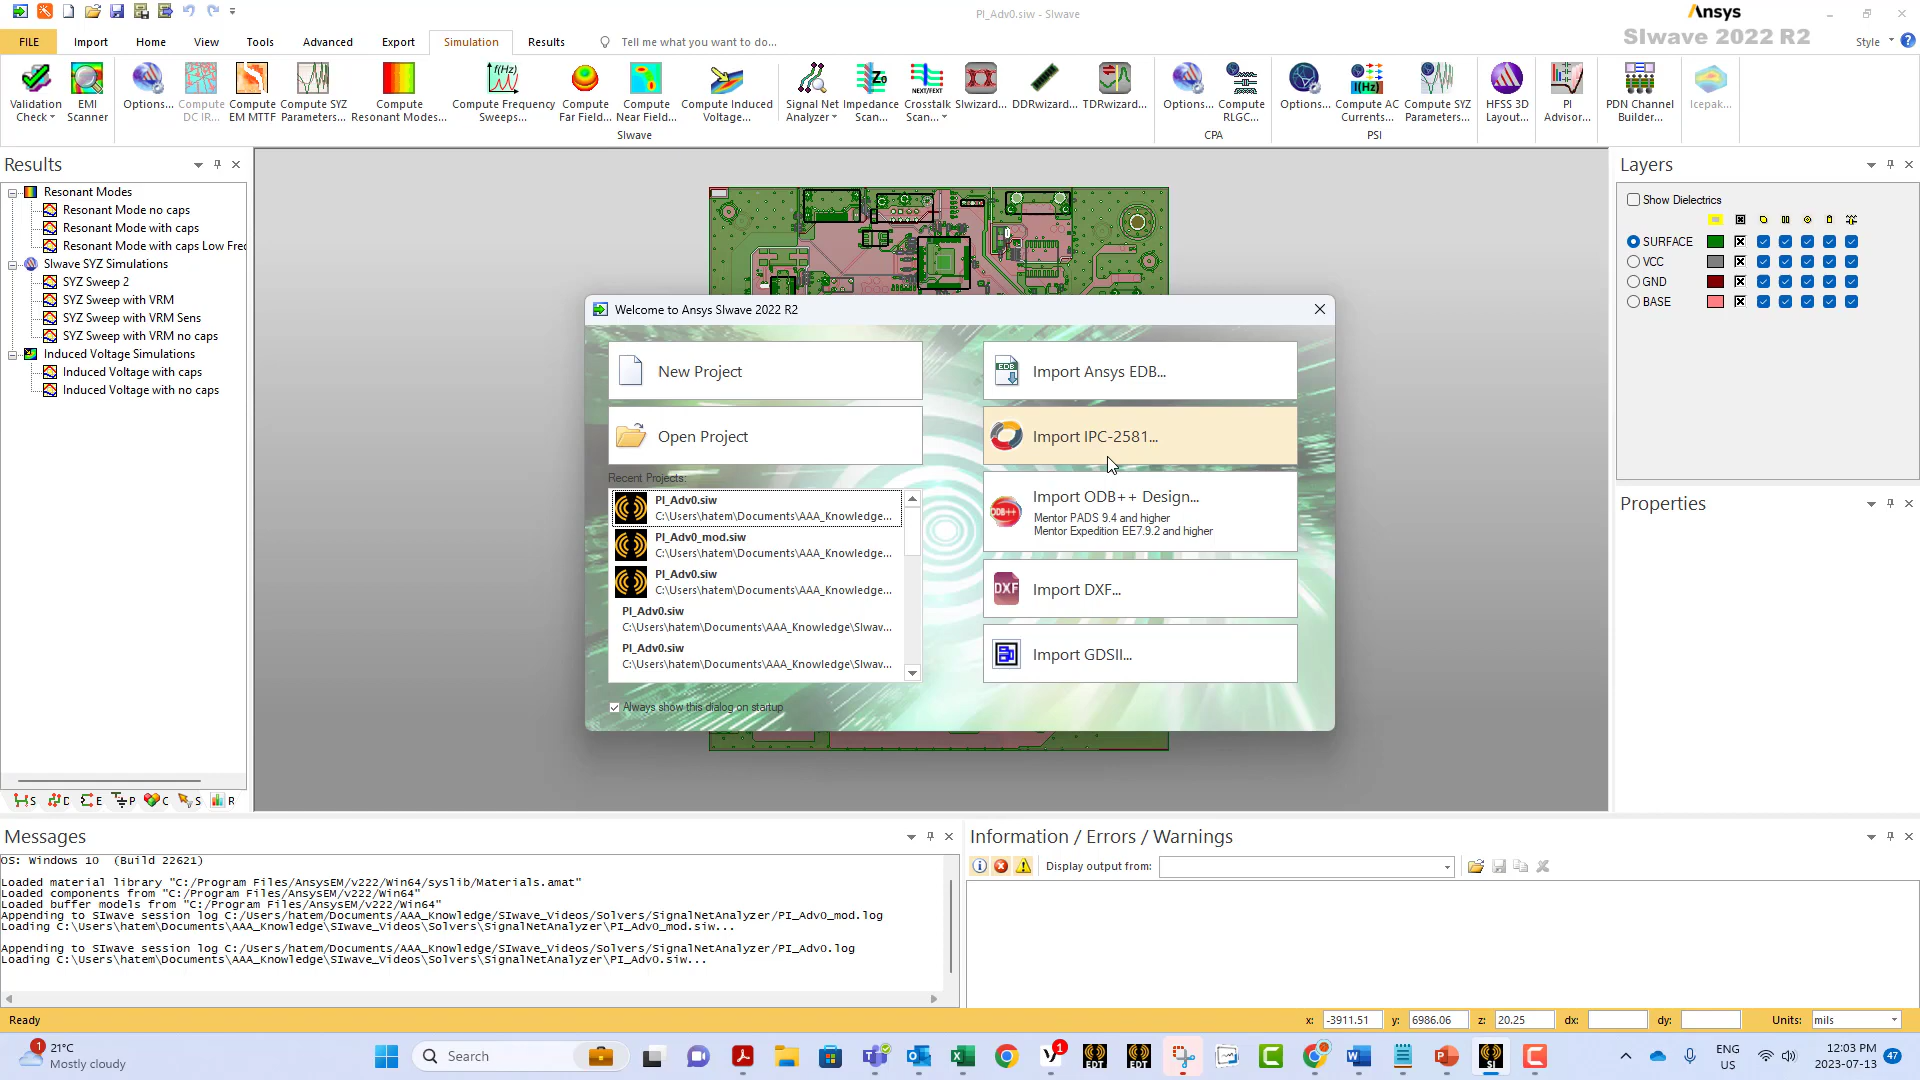 PI_Adv0.siw - SIwave
Ansys
SIwave 2022 R2
FILE
Import
Home
View
Tools
Advanced
Export
Simulation
Results
Tell me what you want to do...
Style
Validation
Check
EMI
Scanner
Options...
Compute
DC IR...
Compute
EM MTTF
Compute SYZ
Parameters...
Compute
Resonant Modes...
f(Hz)
Compute Frequency
Sweeps...
Compute
Far Field...
Compute
Near Field...
Compute Induced
Voltage...
Signal Net
Analyzer
Z0
Impedance
Scan...
NEXT/FEXT
Crosstalk
Scan...
SIwizard...
DDRwizard...
TDRwizard...
SIwave
Options...
Compute
RLGC...
CPA
Options...
I(Hz)
Compute AC
Currents...
Compute SYZ
Parameters...
PSI
HFSS 3D
Layout...
PI
Advisor...
PDN Channel
Builder...
Icepak...
Results
Resonant Modes
Resonant Mode no caps
Resonant Mode with caps
Resonant Mode with caps Low Frec
SIwave SYZ Simulations
SYZ Sweep 2
SYZ Sweep with VRM
SYZ Sweep with VRM Sens
SYZ Sweep with VRM no caps
Induced Voltage Simulations
Induced Voltage with caps
Induced Voltage with no caps
S
D
E
P
C
S
R
Welcome to Ansys SIwave 2022 R2
New Project
Open Project
Recent Projects:
PI_Adv0.siw
C:\Users\hatem\Documents\AAA_Knowledge...
PI_Adv0_mod.siw
C:\Users\hatem\Documents\AAA_Knowledge...
PI_Adv0.siw
C:\Users\hatem\Documents\AAA_Knowledge...
PI_Adv0.siw
C:\Users\hatem\Documents\AAA_Knowledge\SIwav...
PI_Adv0.siw
C:\Users\hatem\Documents\AAA_Knowledge\SIwav...
Always show this dialog on startup
EDB
Import Ansys EDB...
Import IPC-2581...
ODB++
Import ODB++ Design...
Mentor PADS 9.4 and higher
Mentor Expedition EE7.9.2 and higher
DXF
Import DXF...
Import GDSII...
Layers
Show Dielectrics
SURFACE
VCC
GND
BASE
Properties
Messages
OS: Windows 10 (Build 22621)
Loaded material library "C:/Program Files/AnsysEM/v222/Win64/syslib/Materials.amat"
Loaded components from "C:/Program Files/AnsysEM/v222/Win64"
Loaded buffer models from "C:/Program Files/AnsysEM/v222/Win64"
Appending to SIwave session log C:/Users/hatem/Documents/AAA_Knowledge/SIwave_Videos/Solvers/SignalNetAnalyzer/PI_Adv0_mod.log
Loading C:\Users\hatem\Documents\AAA_Knowledge\SIwave_Videos\Solvers\SignalNetAnalyzer\PI_Adv0_mod.siw...
Appending to SIwave session log C:/Users/hatem/Documents/AAA_Knowledge/SIwave_Videos/Solvers/SignalNetAnalyzer/PI_Adv0.log
Loading C:\Users\hatem\Documents\AAA_Knowledge\SIwave_Videos\Solvers\SignalNetAnalyzer\PI_Adv0.siw...
Information / Errors / Warnings
Display output from:
Ready
x: -3911.51 y: 6986.06 z: 20.25 dx: dy: Units: mils
1
21°C
Mostly cloudy
Search
1
EDT
EDT
SI
ENG
US
12:03 PM
2023-07-13
47